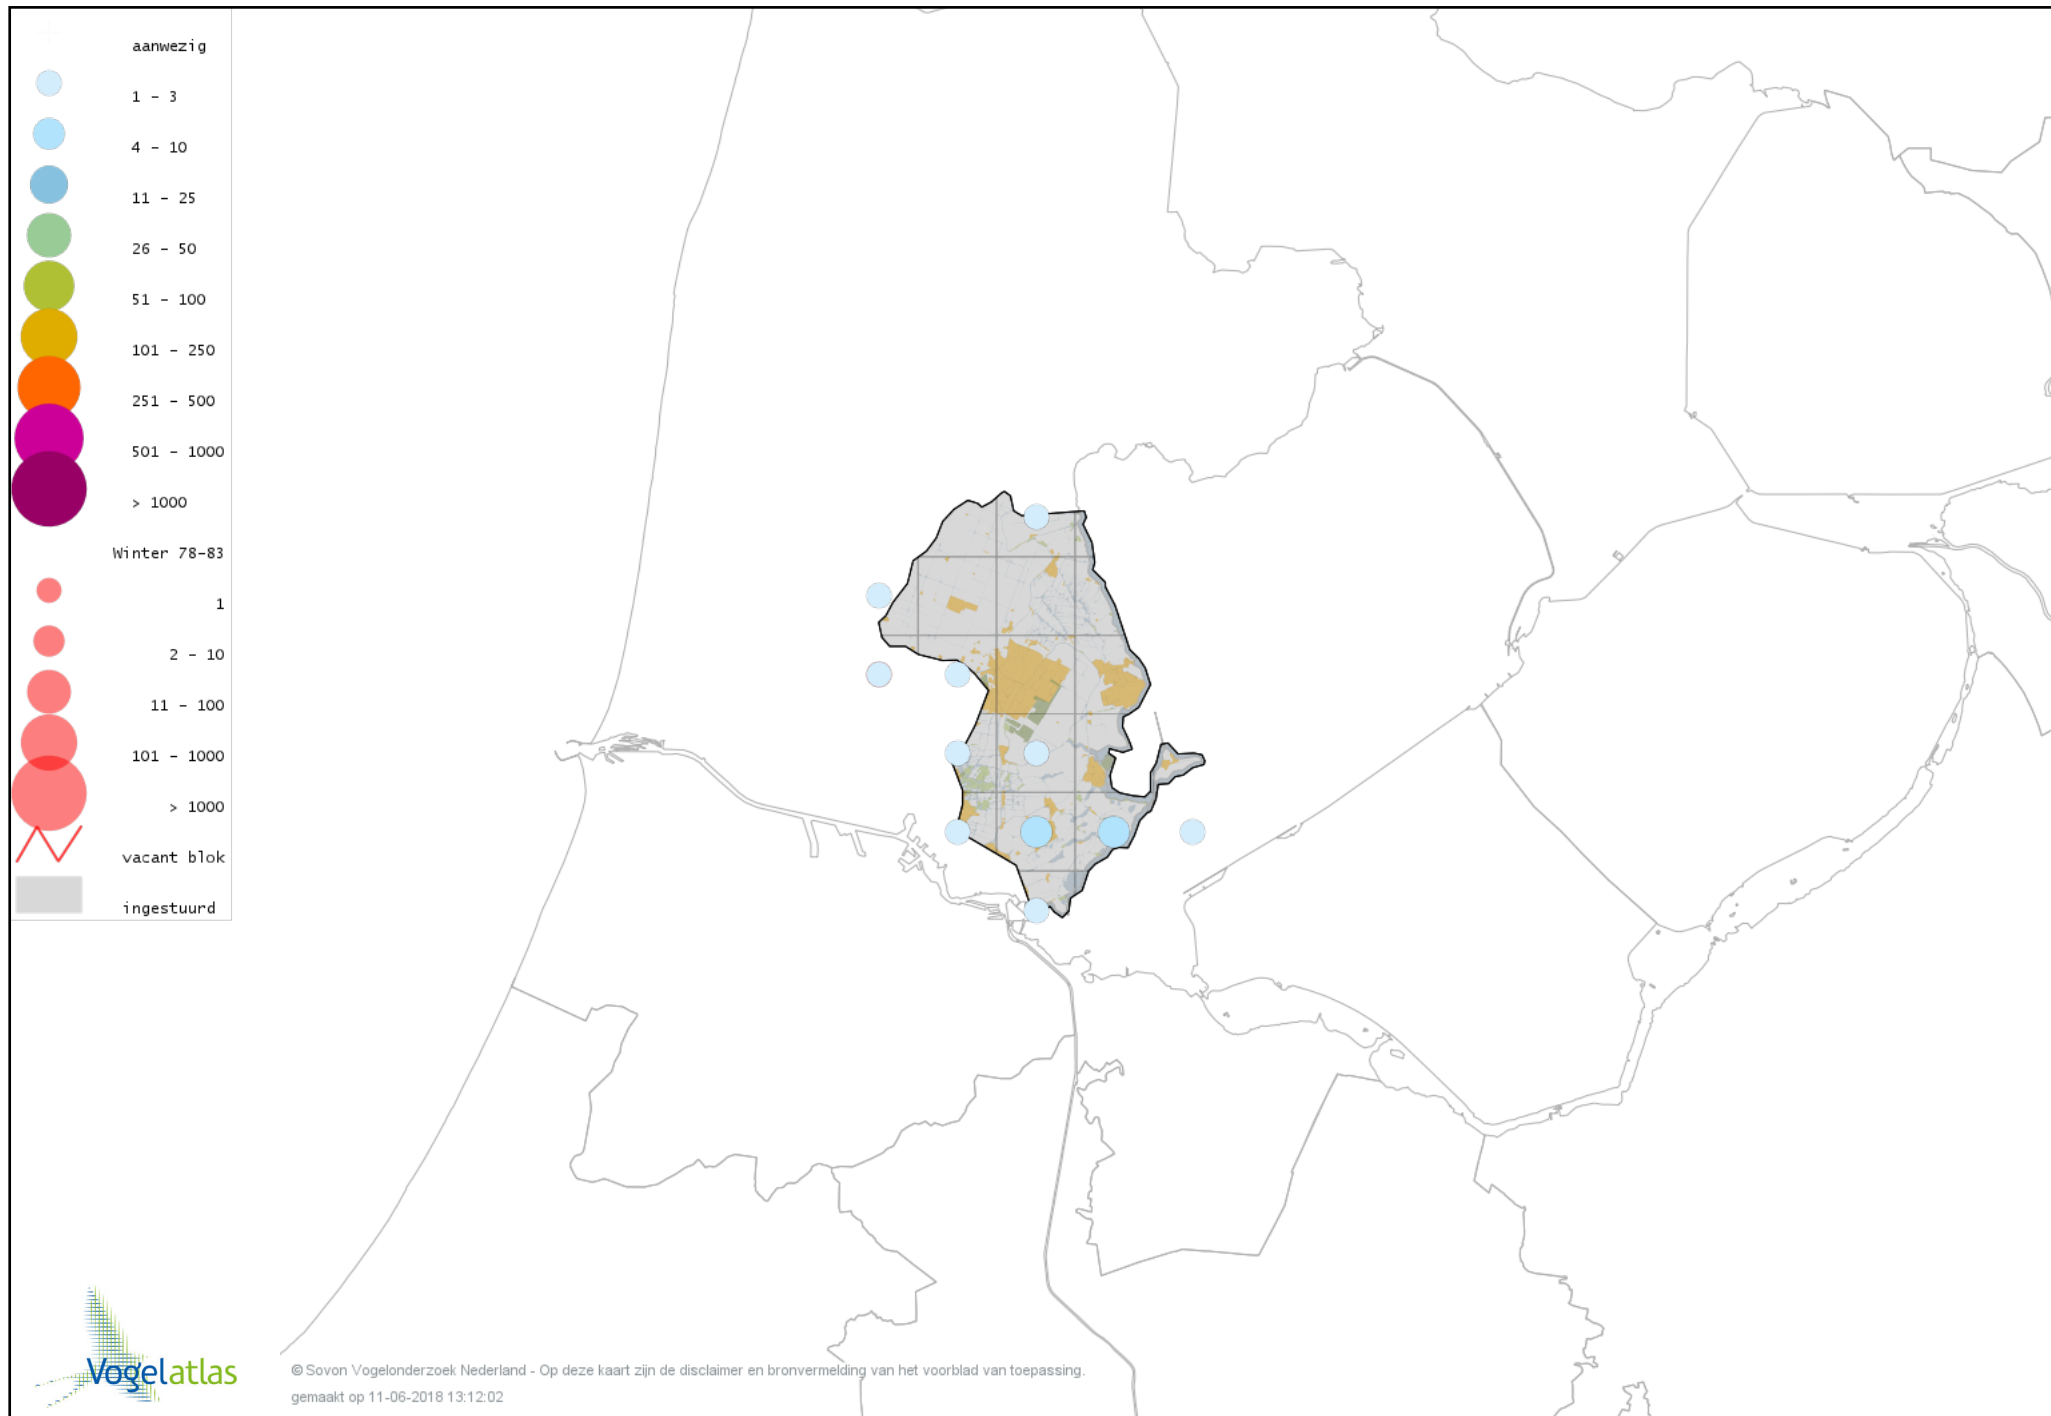 aanwezig
1 - 3
4 - 10
11 - 25
26 - 50
51 - 100
101 - 250
251 - 500
501 - 1000
> 1000
Winter 78-83
1
2 - 10
11 - 100
101 - 1000
> 1000
vacant blok
ingestuurd
Vogelatlas
© Sovon Vogelonderzoek Nederland - Op deze kaart zijn de disclaimer en bronvermelding van het voorblad van toepassing.
gemaakt op 11-06-2018 13:12:02